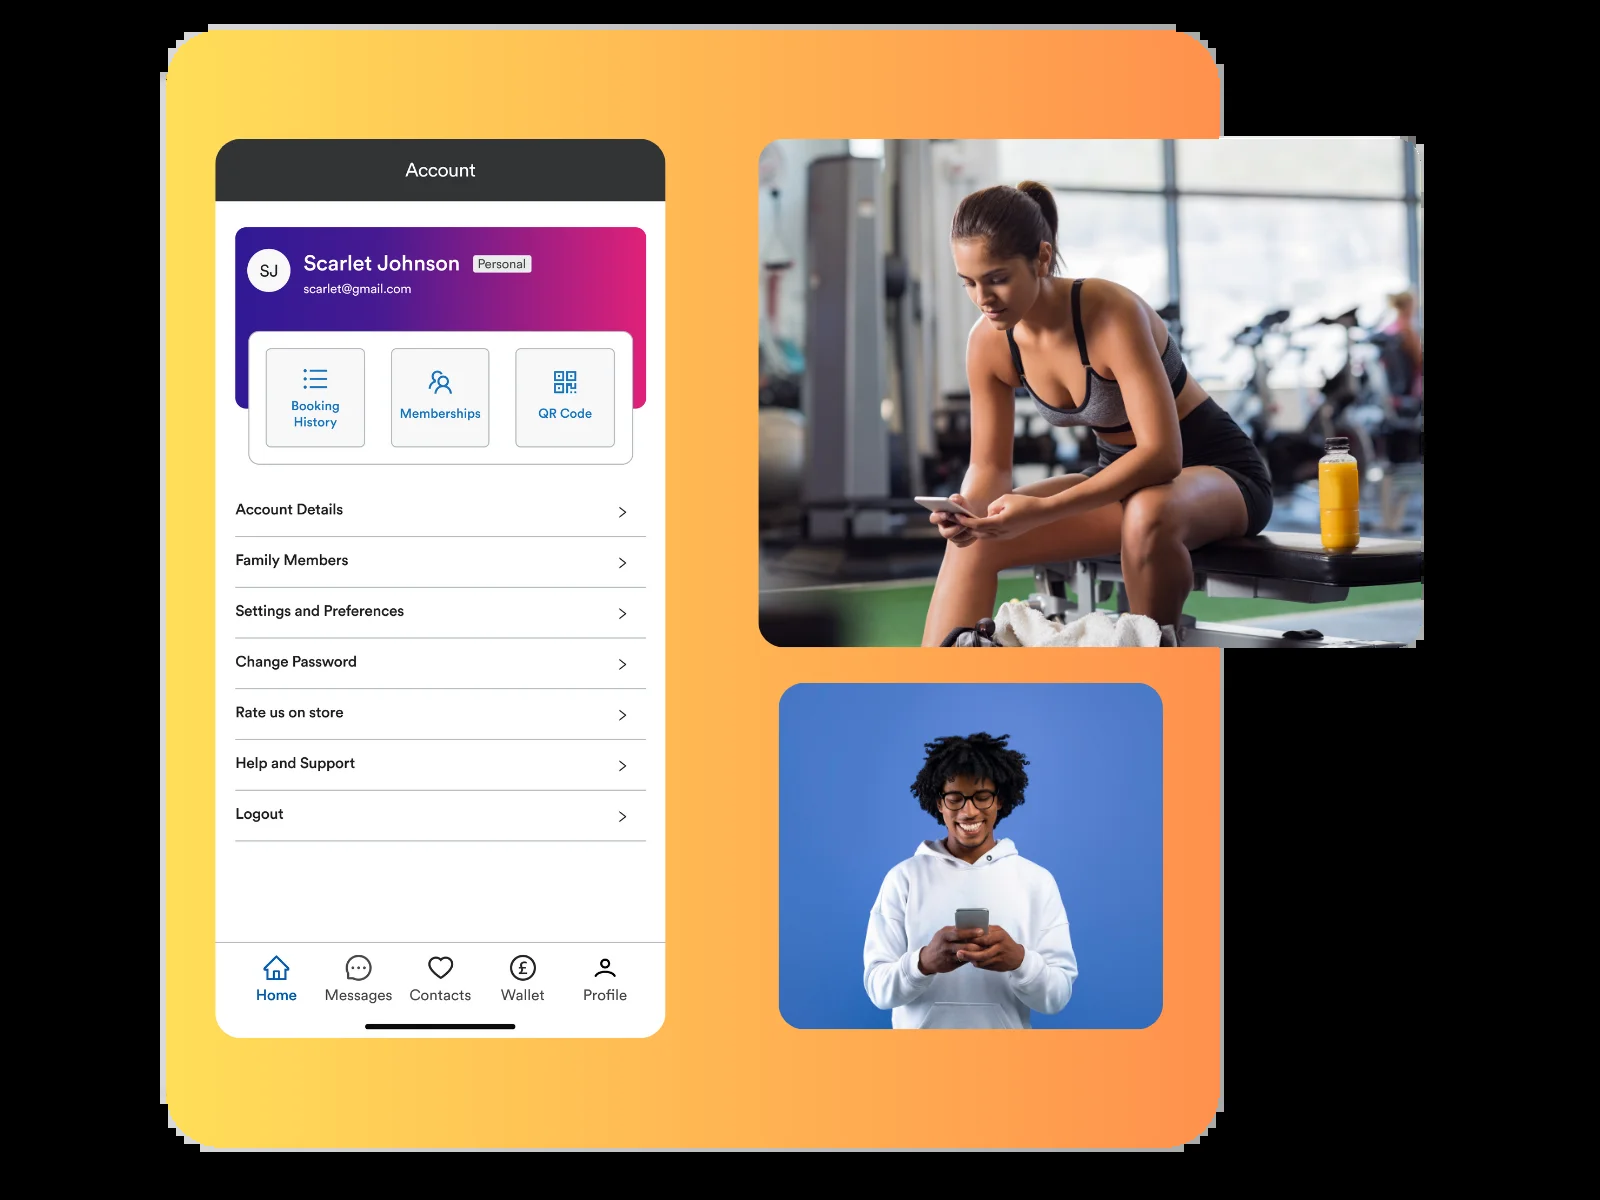 Account
SJ
Scarlet Johnson
Personal
scarlet@gmail.com
Booking
History
Memberships
QR Code
Account Details
Family Members
Settings and Preferences
Change Password
Rate us on store
Help and Support
Logout
£
Home
Messages
Contacts
Wallet
Profile